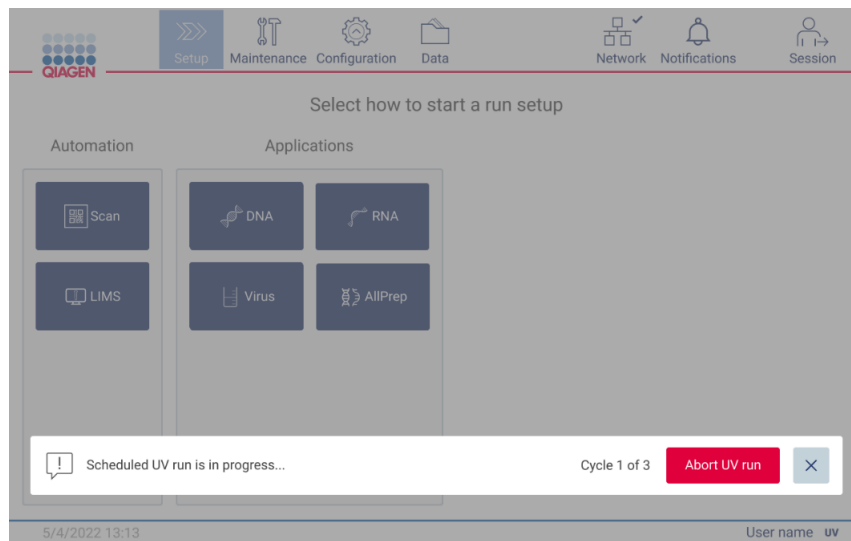 QIAGEN
Setup
Maintenance
Configuration
Data
Network
Notifications
Session
Select how to start a run setup
Automation
Applications
Scan
DNA
RNA
LIMS
Virus
AllPrep
Scheduled UV run is in progress...
Cycle 1 of 3
Abort UV run
5/4/2022 13:13
User name UV